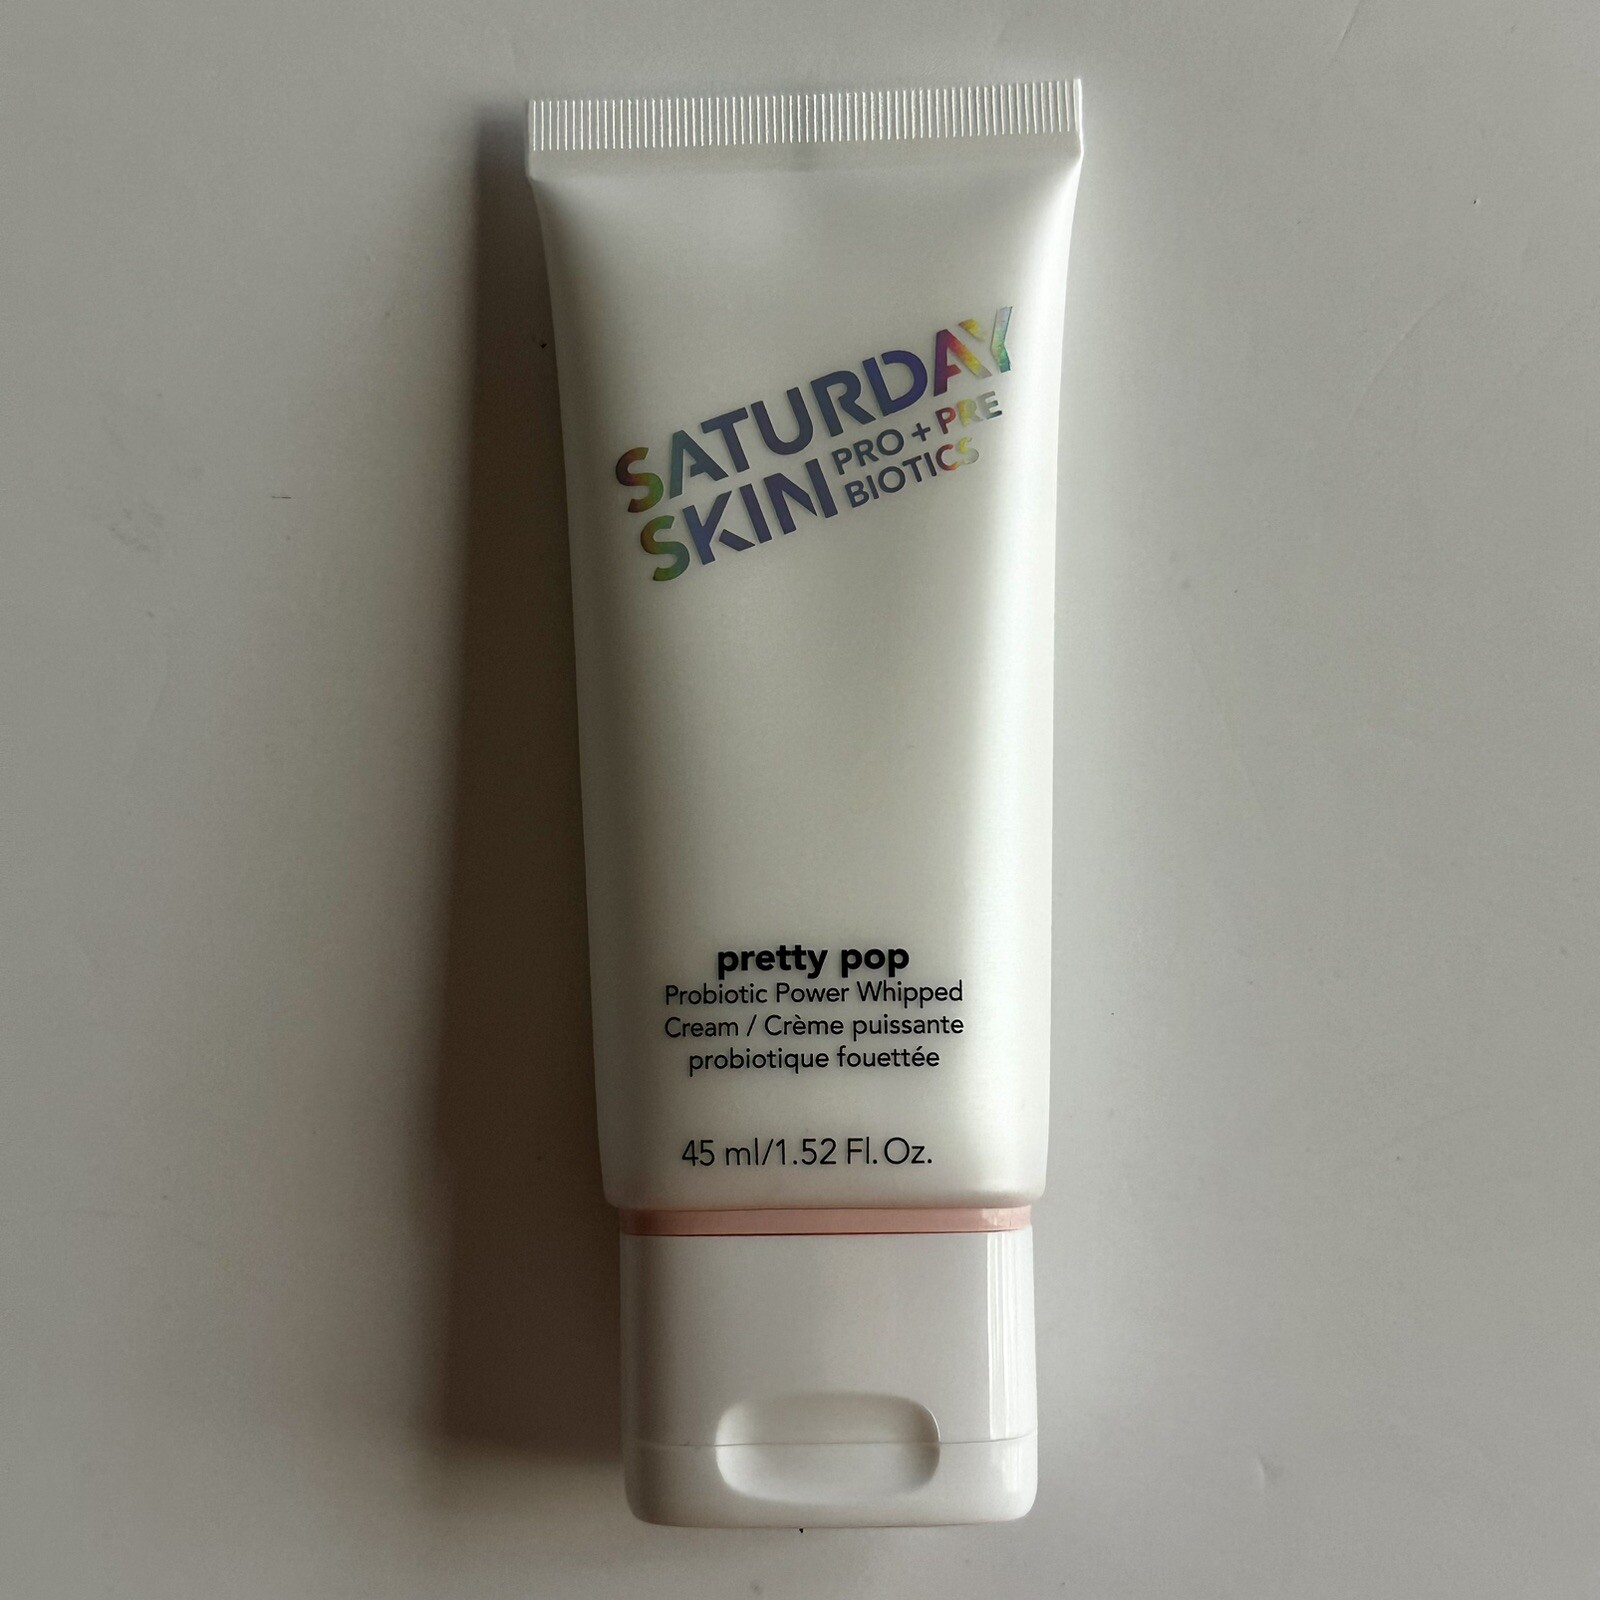 SATURDAY
SKIN PRO + PRE
BIOTICS
pretty pop
Probiotic Power Whipped
Cream / Crème puissante
probiotique fouettée
45 ml/1.52 Fl. Oz.